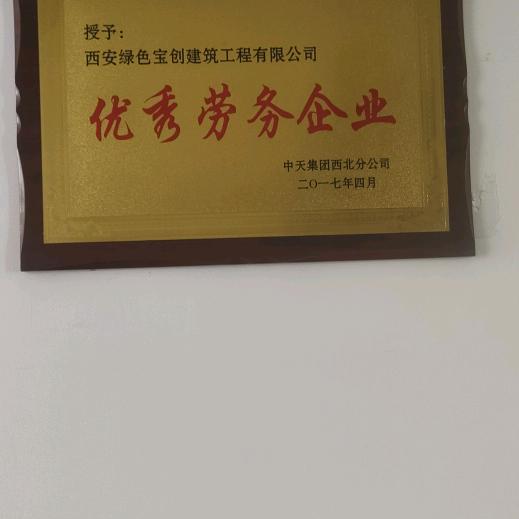 授予：
西安绿色宝创建筑工程有限公司
优秀劳务企业
中天集团西北分公司
二〇一七年四月